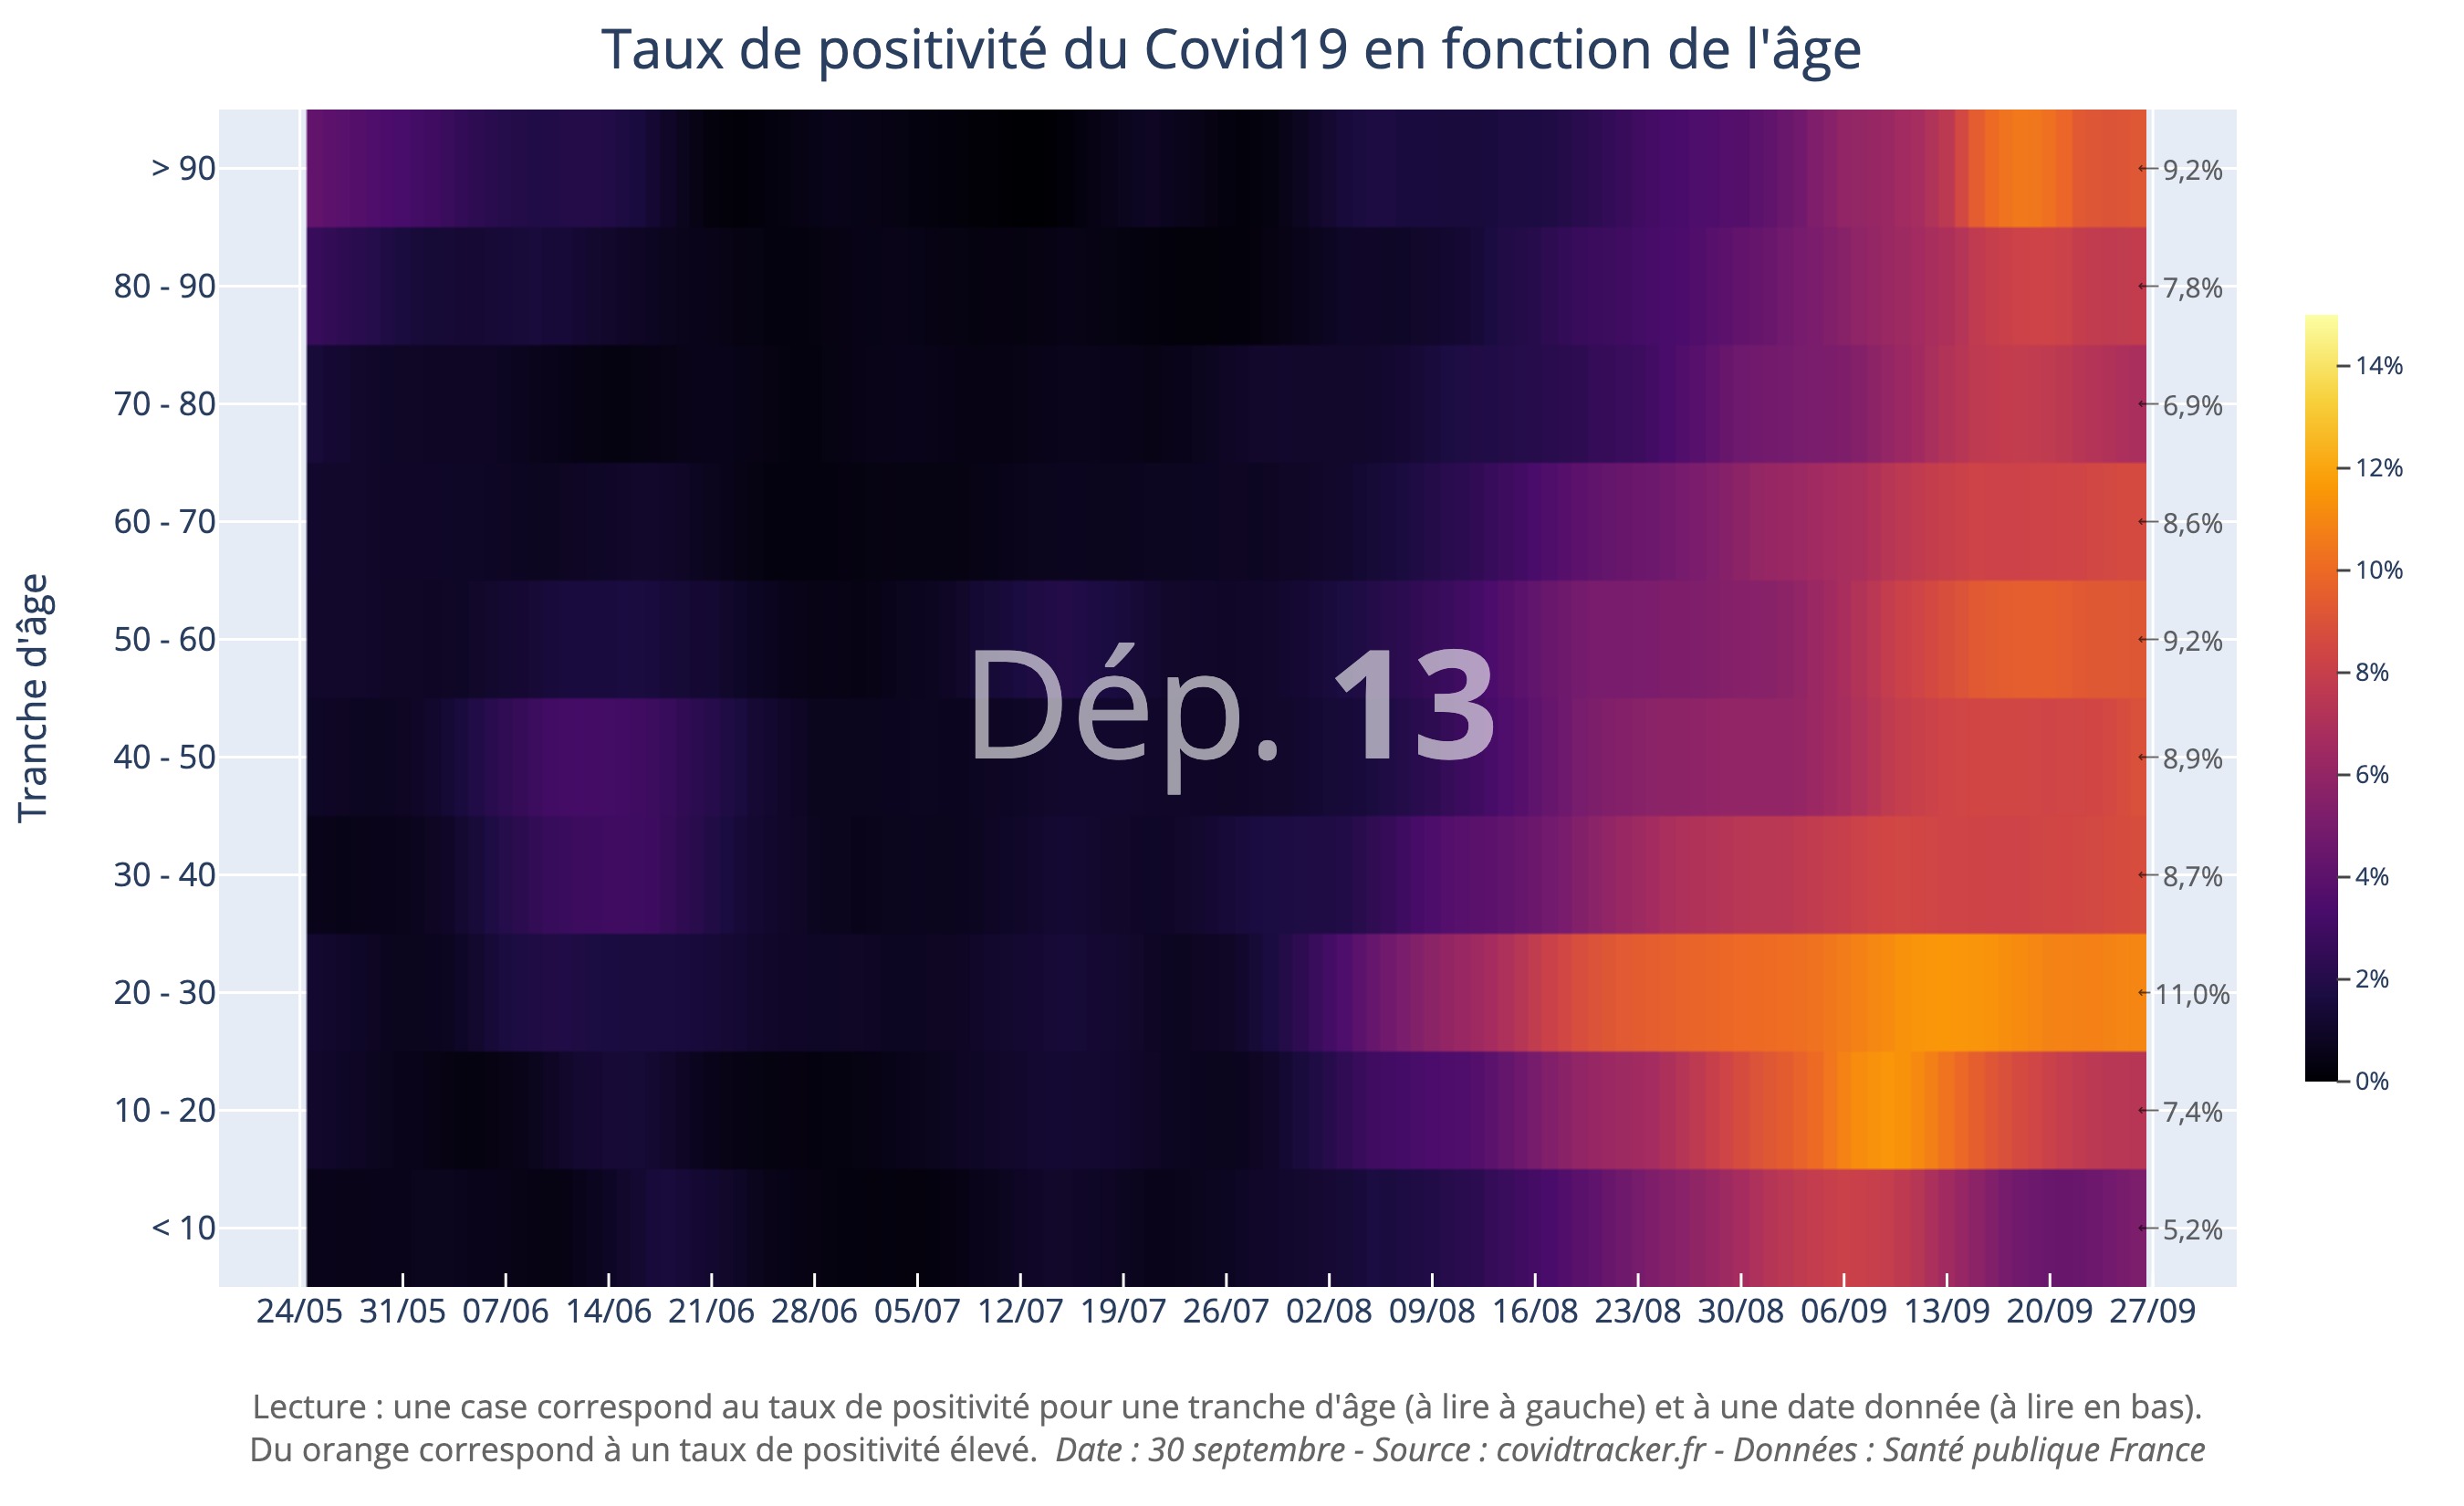 Taux de positivité du Covid19 en fonction de l'âge
Tranche d'âge
> 90
80 - 90
70 - 80
60 - 70
50 - 60
40 - 50
30 - 40
20 - 30
10 - 20
< 10
Dép. 13
9,2%
7,8%
6,9%
8,6%
9,2%
8,9%
8,7%
11,0%
7,4%
5,2%
14%
12%
10%
8%
6%
4%
2%
0%
24/05 31/05 07/06 14/06 21/06 28/06 05/07 12/07 19/07 26/07 02/08 09/08 16/08 23/08 30/08 06/09 13/09 20/09 27/09
Lecture : une case correspond au taux de positivité pour une tranche d'âge (à lire à gauche) et à une date donnée (à lire en bas).
Du orange correspond à un taux de positivité élevé. Date : 30 septembre - Source : covidtracker.fr - Données : Santé publique France